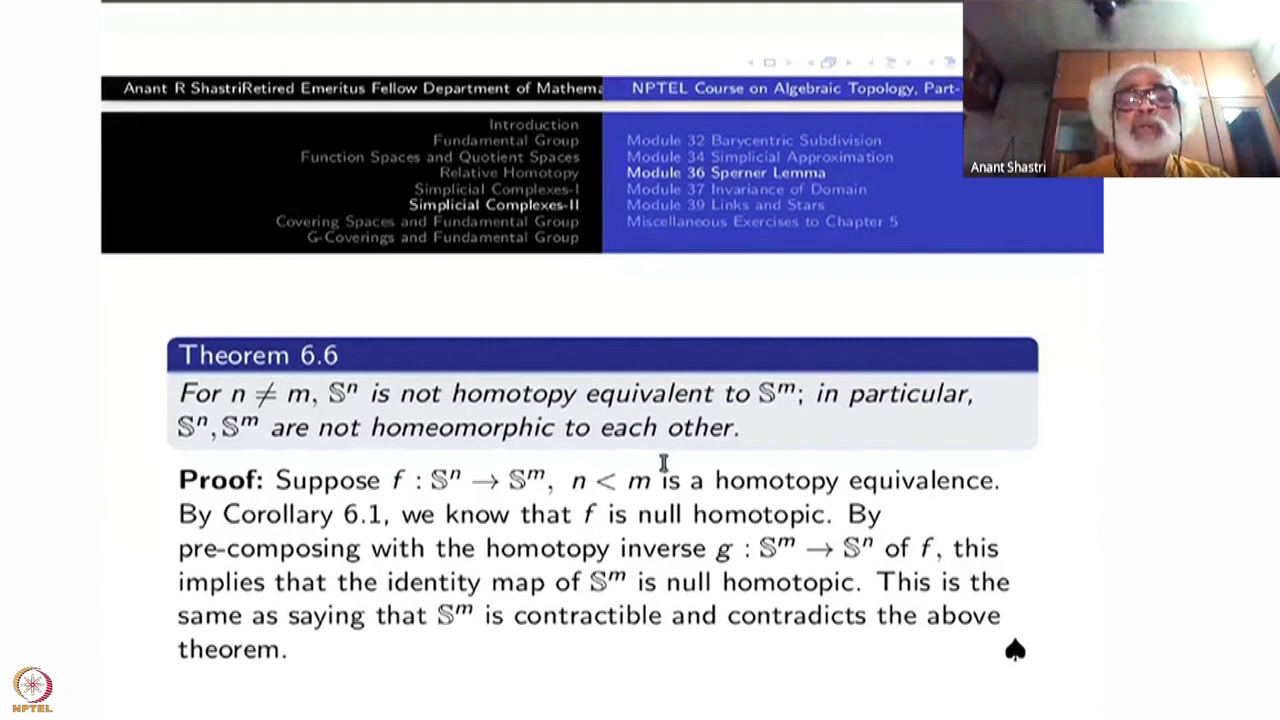 Anant R ShastriRetired Emeritus Fellow Department of Mathema
NPTEL Course on Algebraic Topology, Part-
Introduction
Fundamental Group
Function Spaces and Quotient Spaces
Relative Homotopy
Simplicial Complexes-I
Simplicial Complexes-II
Covering Spaces and Fundamental Group
G-Coverings and Fundamental Group
Module 32 Barycentric Subdivision
Module 34 Simplicial Approximation
Module 36 Sperner Lemma
Module 37 Invariance of Domain
Module 39 Links and Stars
Miscellaneous Exercises to Chapter 5
Anant Shastri
Theorem 6.6
For n ≠ m, 𝕊ⁿ is not homotopy equivalent to 𝕊ᵐ; in particular,
𝕊ⁿ, 𝕊ᵐ are not homeomorphic to each other.
Proof: Suppose f : 𝕊ⁿ → 𝕊ᵐ, n < m is a homotopy equivalence.
By Corollary 6.1, we know that f is null homotopic. By
pre-composing with the homotopy inverse g : 𝕊ᵐ → 𝕊ⁿ of f, this
implies that the identity map of 𝕊ᵐ is null homotopic. This is the
same as saying that 𝕊ᵐ is contractible and contradicts the above
theorem. ♠
NPTEL